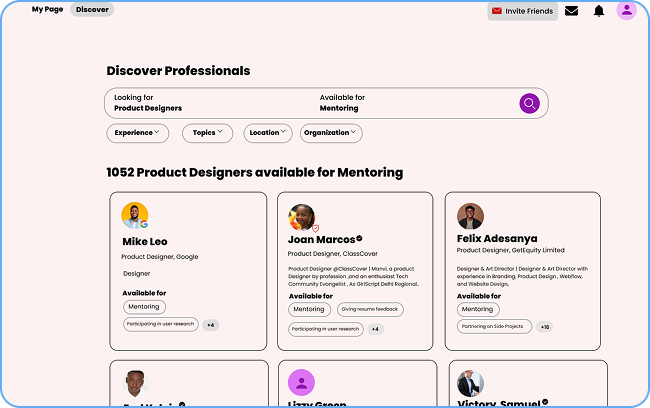 My Page
Discover
Invite Friends
Discover Professionals
Looking for
Product Designers
Available for
Mentoring
Experience
Topics
Location
Organization
1052 Product Designers available for Mentoring
Mike Leo
Product Designer, Google
Designer
Available for
Mentoring
Participating in user research
+4
Joan Marcos
Product Designer, ClassCover
Product Designer @ClassCover | Manvi, a product
Designer by profession ,and an enthusiast Tech
Community Evangelist , As GirlScript Delhi Regional..
Available for
Mentoring
Giving resume feedback
Participating in user research
+4
Felix Adesanya
Product Designer, GetEquity Limited
Designer & Art Director | Designer & Art Director with
experience in Branding, Product Design , Webflow,
and Website Design,
Available for
Mentoring
Partnering on Side Projects
+16
Lizzy Green
Victory, Samuel